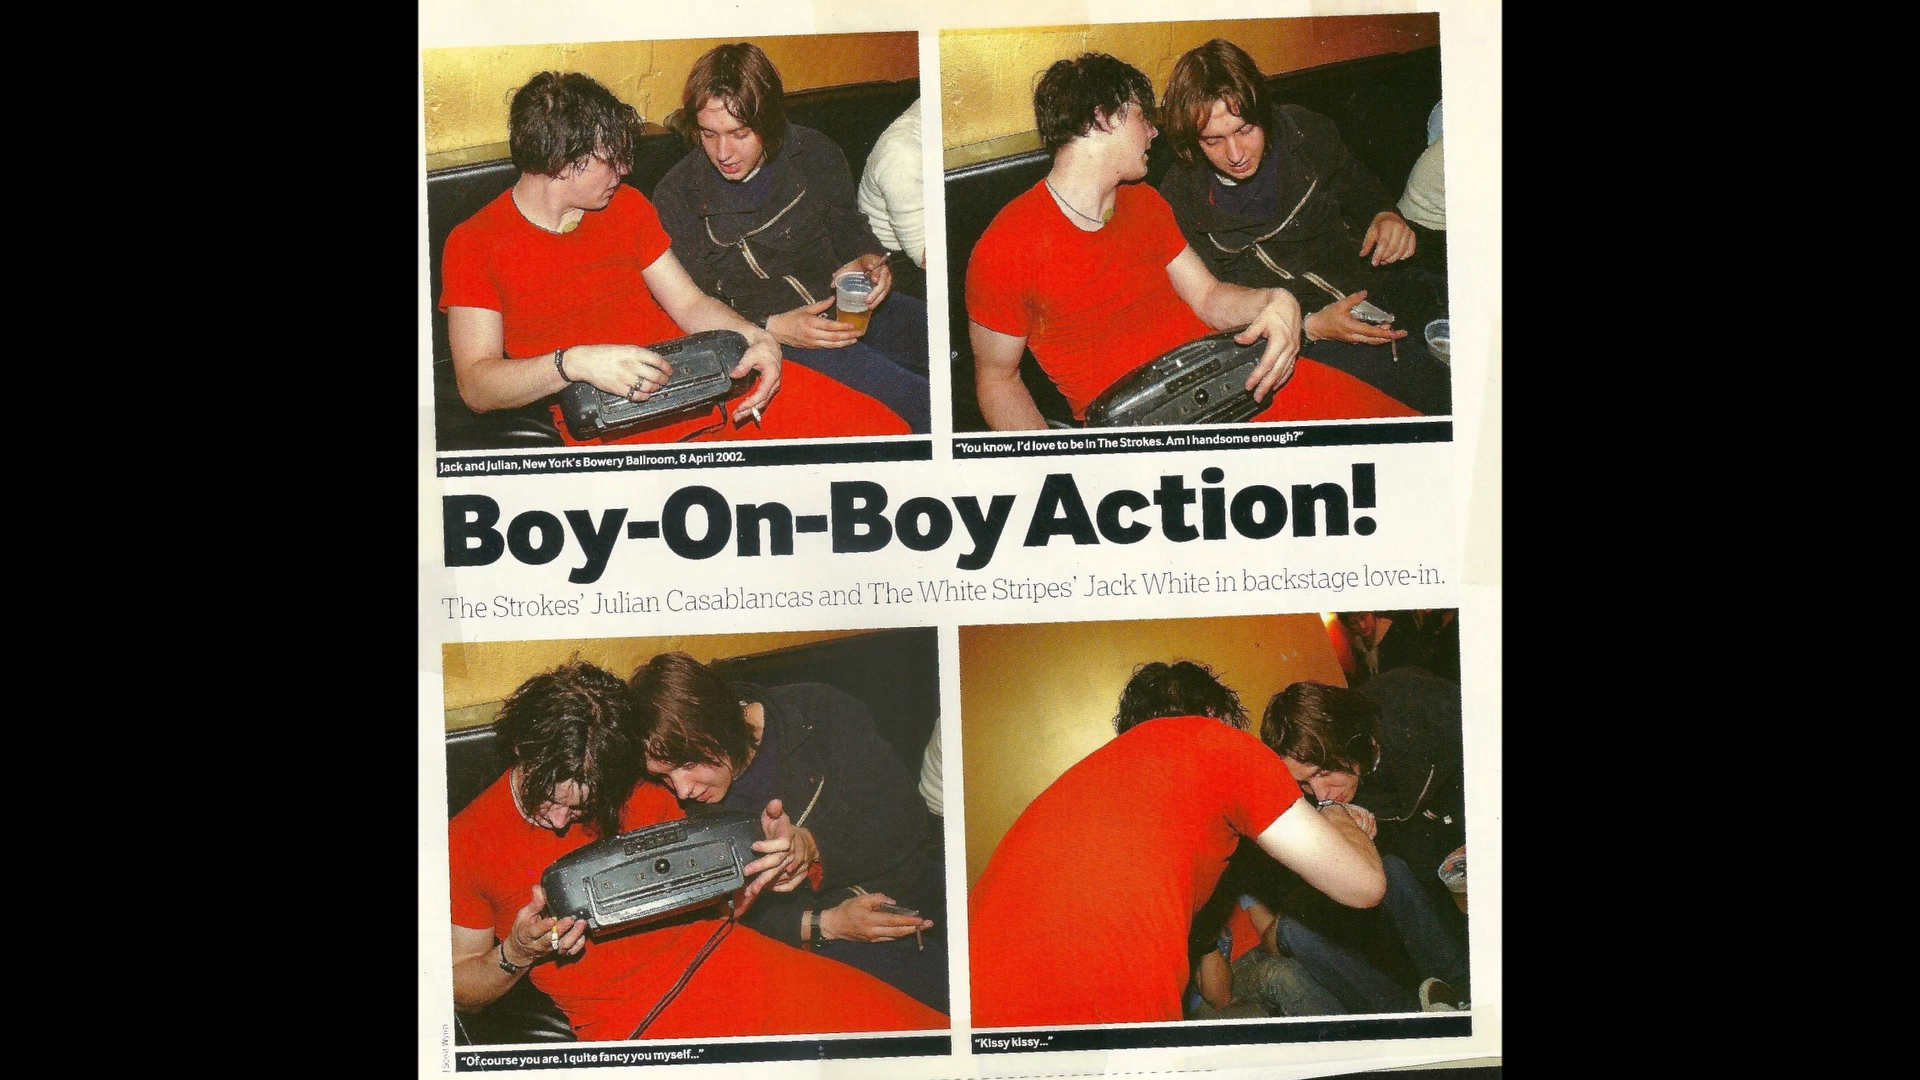 Jack and Julian, New York's Bowery Ballroom, 8 April 2002.
"You know, I'd love to be in The Strokes. Am I handsome enough?"
Boy-On-Boy Action!
The Strokes' Julian Casablancas and The White Stripes' Jack White in backstage love-in.
"Of course you are. I quite fancy you myself..."
"Kissy kissy..."